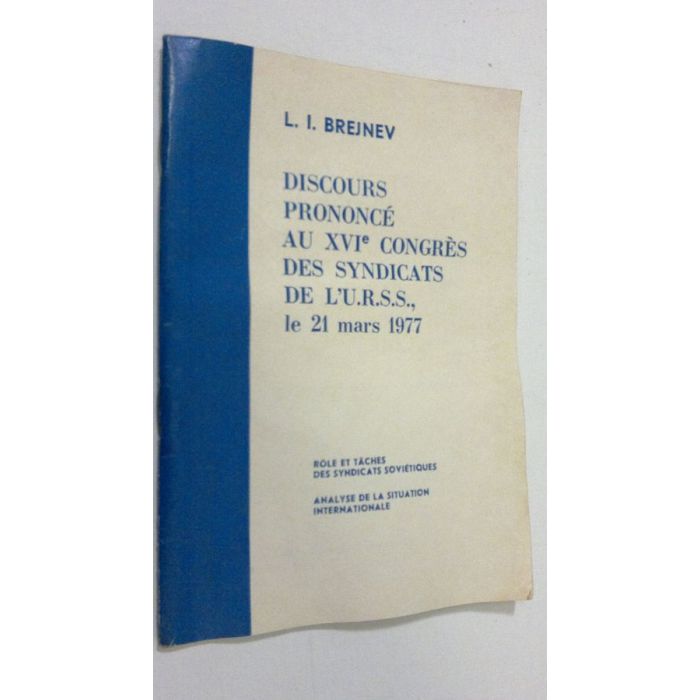 L. I. BREJNEV
DISCOURS
PRONONCÉ
AU XVIe CONGRÈS
DES SYNDICATS
DE L'U.R.S.S.,
le 21 mars 1977
RÔLE ET TÂCHES
DES SYNDICATS SOVIÉTIQUES
ANALYSE DE LA SITUATION
INTERNATIONALE